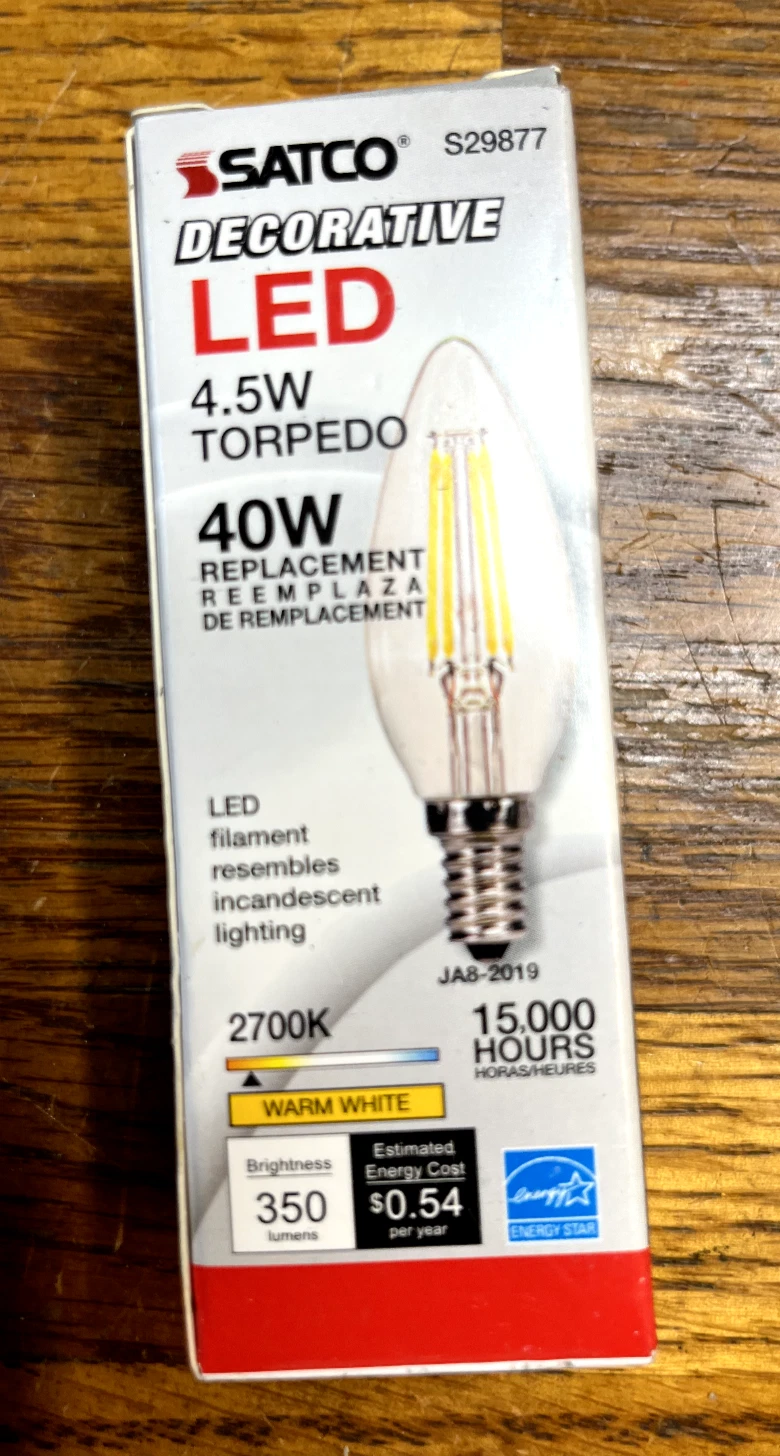 SATCO® S29877
DECORATIVE
LED
4.5W
TORPEDO
40W
REPLACEMENT
REEMPLAZA
DE REMPLACEMENT
LED
filament
resembles
incandescent
lighting
JA8-2019
2700K
WARM WHITE
15,000
HOURS
HORAS/HEURES
Brightness
350
lumens
Estimated
Energy Cost
$0.54
per year
energy
ENERGY STAR